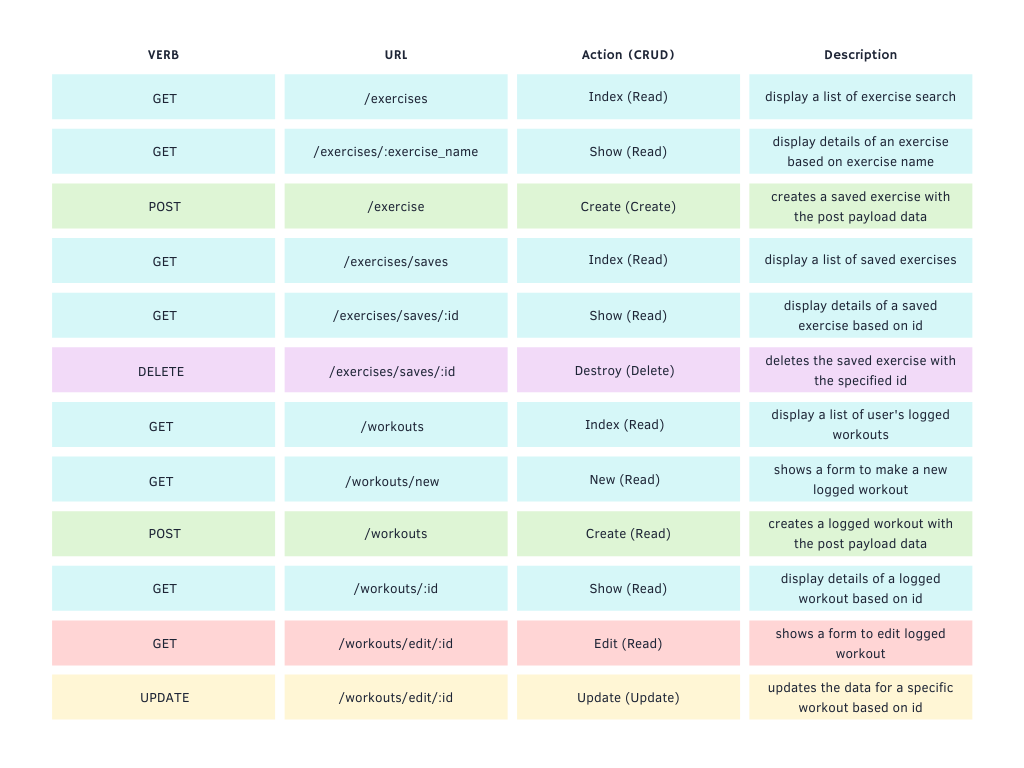 VERB URL Action (CRUD) Description
GET /exercises Index (Read) display a list of exercise search
GET /exercises/:exercise_name Show (Read) display details of an exercise
based on exercise name
POST /exercise Create (Create) creates a saved exercise with
the post payload data
GET /exercises/saves Index (Read) display a list of saved exercises
GET /exercises/saves/:id Show (Read) display details of a saved
exercise based on id
DELETE /exercises/saves/:id Destroy (Delete) deletes the saved exercise with
the specified id
GET /workouts Index (Read) display a list of user's logged
workouts
GET /workouts/new New (Read) shows a form to make a new
logged workout
POST /workouts Create (Read) creates a logged workout with
the post payload data
GET /workouts/:id Show (Read) display details of a logged
workout based on id
GET /workouts/edit/:id Edit (Read) shows a form to edit logged
workout
UPDATE /workouts/edit/:id Update (Update) updates the data for a specific
workout based on id